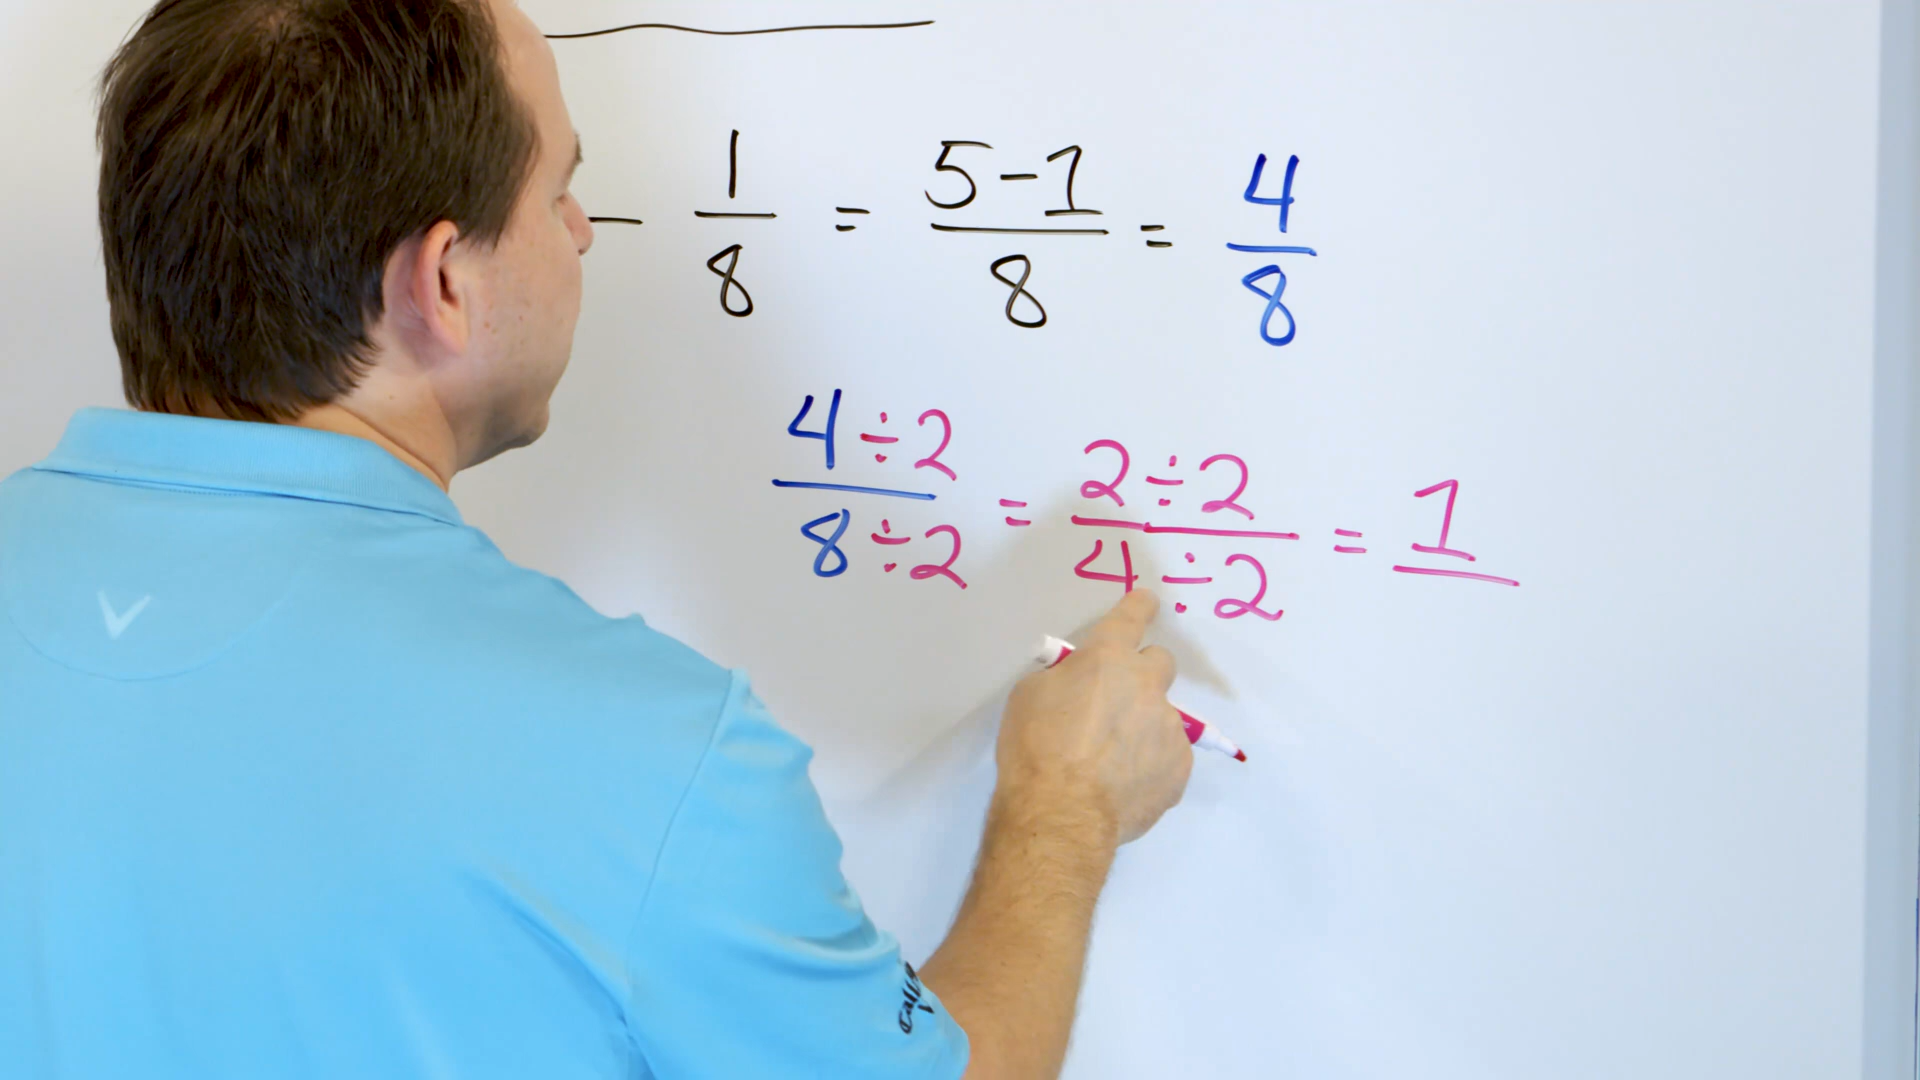 − 1/8 = 5-1/8 = 4/8
4÷2/8÷2 = 2÷2/4÷2 = 1